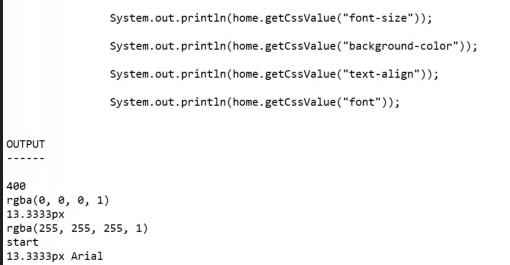 System.out.println(home.getCssValue("font-size"));
System.out.println(home.getCssValue("background-color"));
System.out.println(home.getCssValue("text-align"));
System.out.println(home.getCssValue("font"));
OUTPUT
------
400
rgba(0, 0, 0, 1)
13.3333px
rgba(255, 255, 255, 1)
start
13.3333px Arial